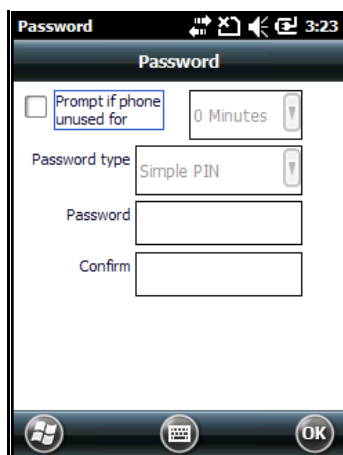 Password 3:23
Password
Prompt if phone
unused for
0 Minutes
Password type
Simple PIN
Password
Confirm
OK